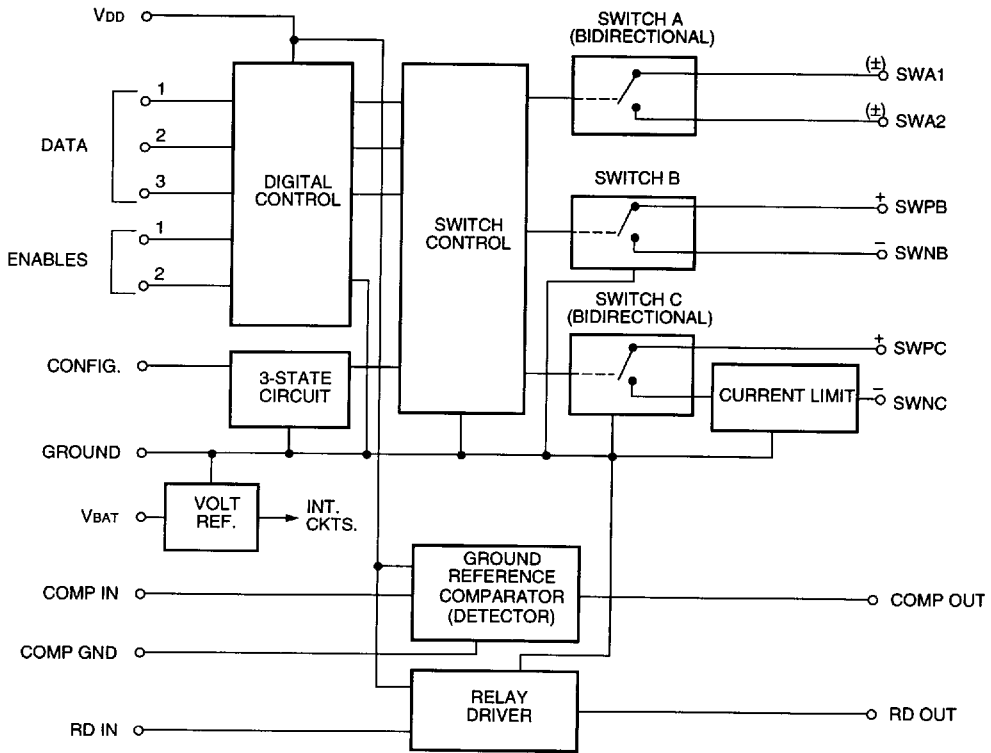 VDD
SWITCH A
(BIDIRECTIONAL)
(±) SWA1
(±) SWA2
DATA
1
2
3
ENABLES
1
2
DIGITAL
CONTROL
SWITCH
CONTROL
SWITCH B
+ SWPB
− SWNB
SWITCH C
(BIDIRECTIONAL)
+ SWPC
CURRENT LIMIT
− SWNC
CONFIG.
3-STATE
CIRCUIT
GROUND
VBAT
VOLT
REF.
INT.
CKTS.
COMP IN
GROUND
REFERENCE
COMPARATOR
(DETECTOR)
COMP OUT
COMP GND
RELAY
DRIVER
RD IN
RD OUT